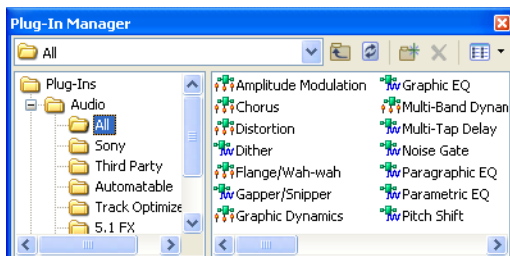 Plug-In Manager
All
Plug-Ins
Audio
All
Sony
Third Party
Automatable
Track Optimize
5.1 FX
Amplitude Modulation
Chorus
Distortion
Dither
Flange/Wah-wah
Gapper/Snipper
Graphic Dynamics
Graphic EQ
Multi-Band Dynan
Multi-Tap Delay
Noise Gate
Paragraphic EQ
Parametric EQ
Pitch Shift